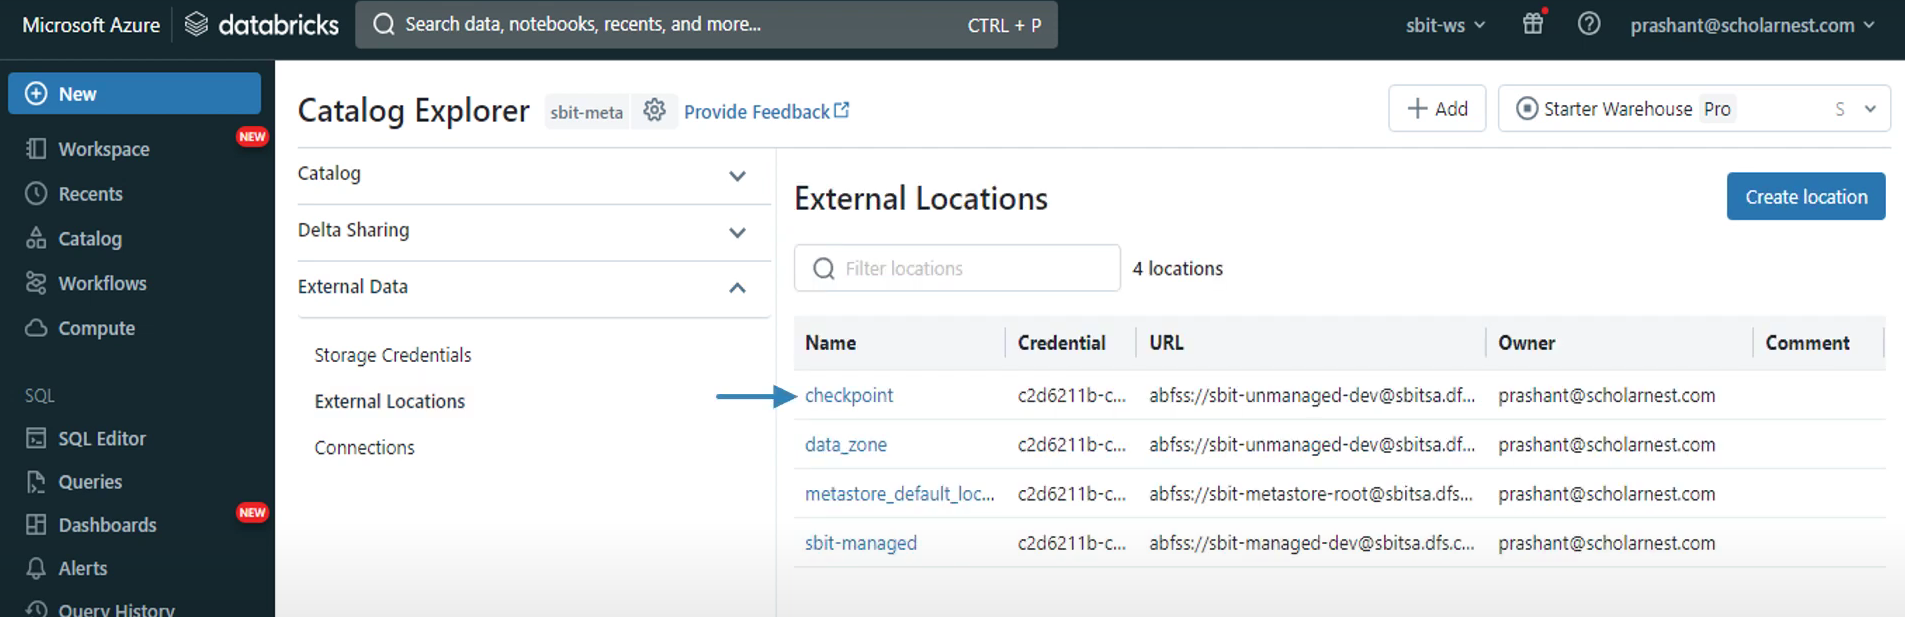 Microsoft Azure databricks Search data, notebooks, recents, and more... CTRL + P sbit-ws prashant@scholarnest.com
New
Workspace NEW
Recents
Catalog
Workflows
Compute
SQL
SQL Editor
Queries
Dashboards NEW
Alerts
Query History
Catalog Explorer sbit-meta Provide Feedback Add Starter Warehouse Pro S
Catalog
Delta Sharing
External Data
Storage Credentials
External Locations
Connections
External Locations Create location
Filter locations 4 locations
Name Credential URL Owner Comment
checkpoint c2d6211b-c... abfss://sbit-unmanaged-dev@sbitsa.df... prashant@scholarnest.com
data_zone c2d6211b-c... abfss://sbit-unmanaged-dev@sbitsa.df... prashant@scholarnest.com
metastore_default_loc... c2d6211b-c... abfss://sbit-metastore-root@sbitsa.dfs... prashant@scholarnest.com
sbit-managed c2d6211b-c... abfss://sbit-managed-dev@sbitsa.dfs.c... prashant@scholarnest.com